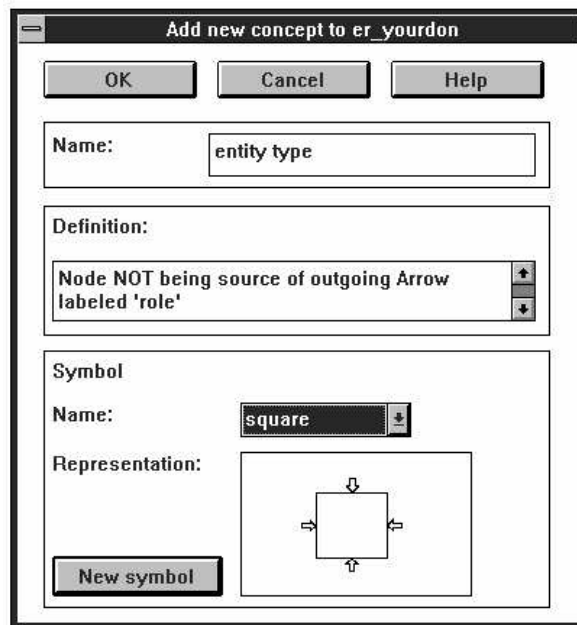 Add new concept to er_yourdon
OK Cancel Help
Name: entity type
Definition:
Node NOT being source of outgoing Arrow
labeled 'role'
Symbol
Name: square
Representation:
New symbol